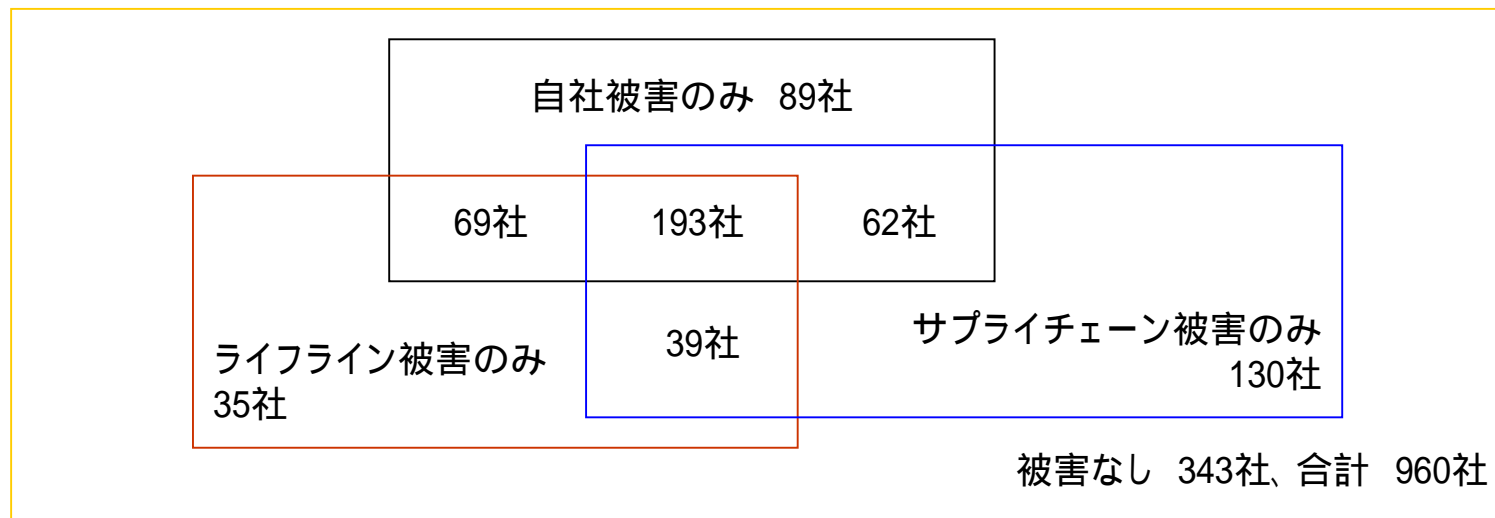 自社被害のみ 89社
69社 193社 62社
39社
サプライチェーン被害のみ
130社
ライフライン被害のみ
35社
被害なし 343社、合計 960社